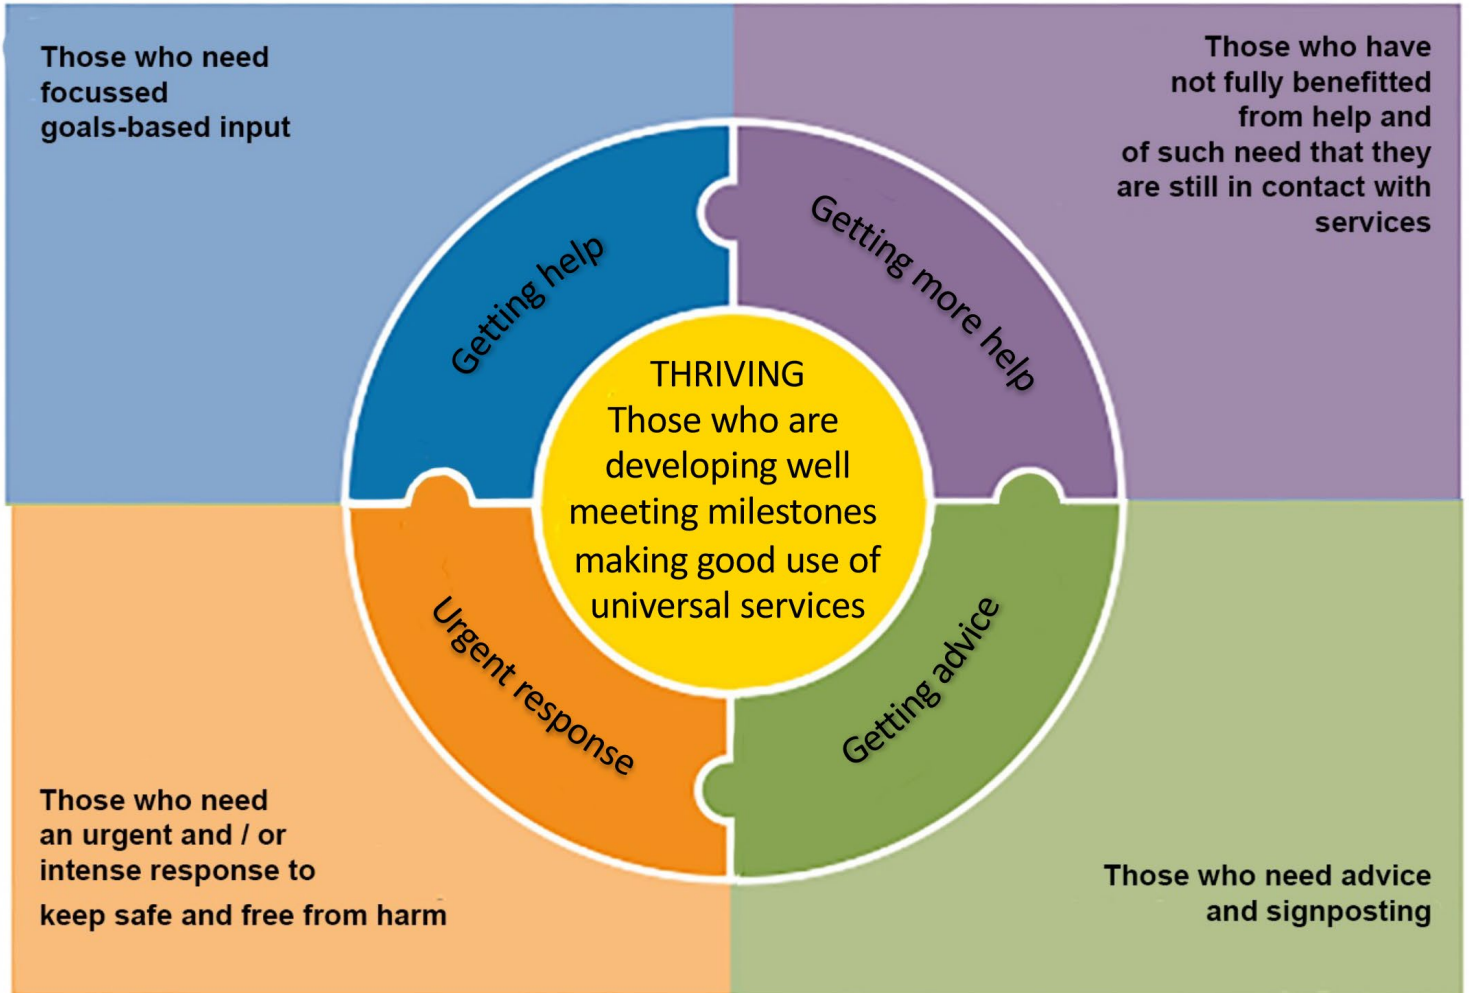 Those who need
focussed
goals-based input
Those who have
not fully benefitted
from help and
of such need that they
are still in contact with
services
Getting help
Getting more help
THRIVING
Those who are
developing well
meeting milestones
making good use of
universal services
Urgent response
Getting advice
Those who need
an urgent and / or
intense response to
keep safe and free from harm
Those who need advice
and signposting